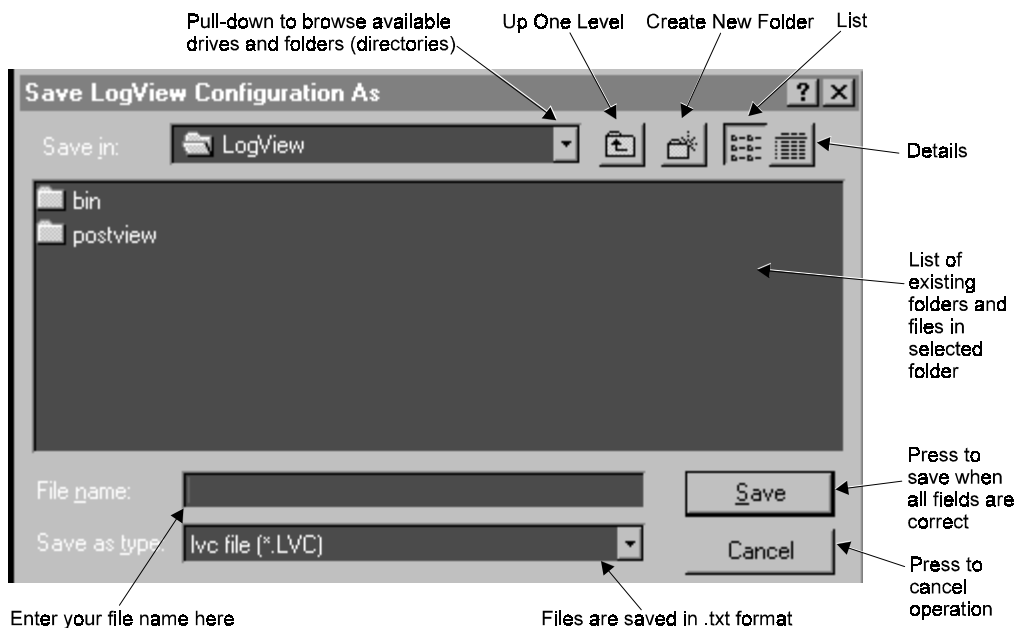 Pull-down to browse available
drives and folders (directories)
Up One Level
Create New Folder
List
Save LogView Configuration As
Save in:
LogView
Details
bin
postview
List of
existing
folders and
files in
selected
folder
File name:
Save
Press to
save when
all fields are
correct
Save as type:
lvc file (*.LVC)
Cancel
Press to
cancel
operation
Enter your file name here
Files are saved in .txt format